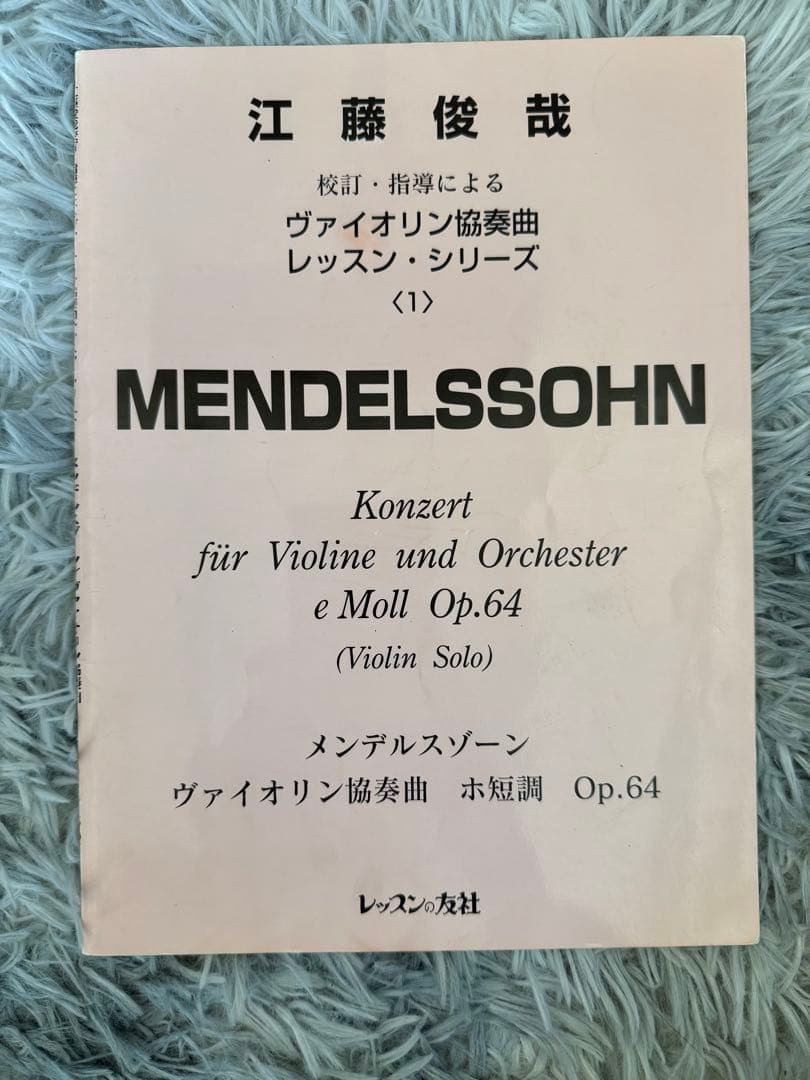 江藤俊哉
校訂・指導による
ヴァイオリン協奏曲
レッスン・シリーズ
〈1〉
MENDELSSOHN
Konzert
für Violine und Orchester
e Moll Op.64
(Violin Solo)
メンデルスゾーン
ヴァイオリン協奏曲 ホ短調 Op.64
レッスンの友社